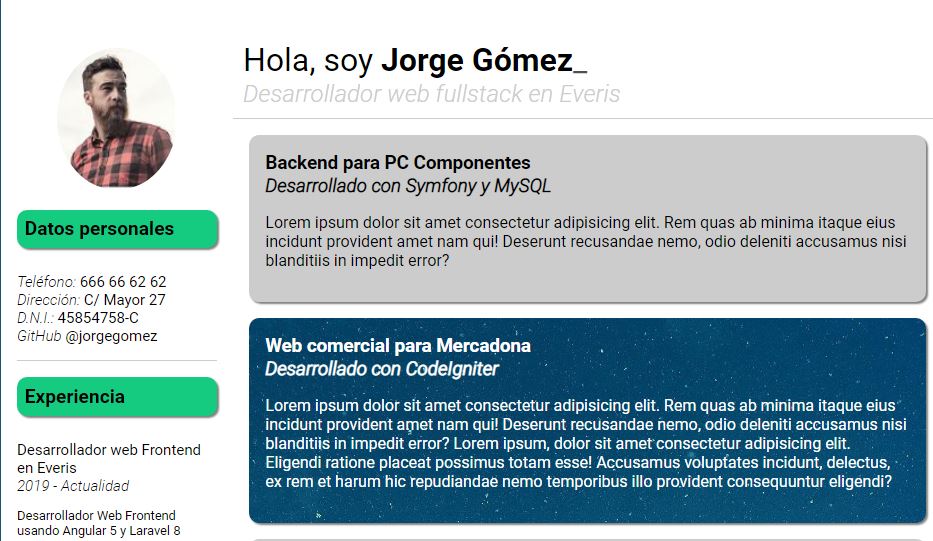 Hola, soy Jorge Gómez_
Desarrollador web fullstack en Everis
Datos personales
Teléfono: 666 66 62 62
Dirección: C/ Mayor 27
D.N.I.: 45854758-C
GitHub @jorgegomez
Experiencia
Desarrollador web Frontend
en Everis
2019 - Actualidad
Desarrollador Web Frontend
usando Angular 5 y Laravel 8
Backend para PC Componentes
Desarrollado con Symfony y MySQL
Lorem ipsum dolor sit amet consectetur adipisicing elit. Rem quas ab minima itaque eius
incidunt provident amet nam qui! Deserunt recusandae nemo, odio deleniti accusamus nisi
blanditiis in impedit error?
Web comercial para Mercadona
Desarrollado con CodeIgniter
Lorem ipsum dolor sit amet consectetur adipisicing elit. Rem quas ab minima itaque eius
incidunt provident amet nam qui! Deserunt recusandae nemo, odio deleniti accusamus nisi
blanditiis in impedit error? Lorem ipsum, dolor sit amet consectetur adipisicing elit.
Eligendi ratione placeat possimus totam esse! Accusamus voluptates incidunt, delectus,
ex rem et harum hic repudiandae nemo temporibus illo provident consequuntur eligendi?